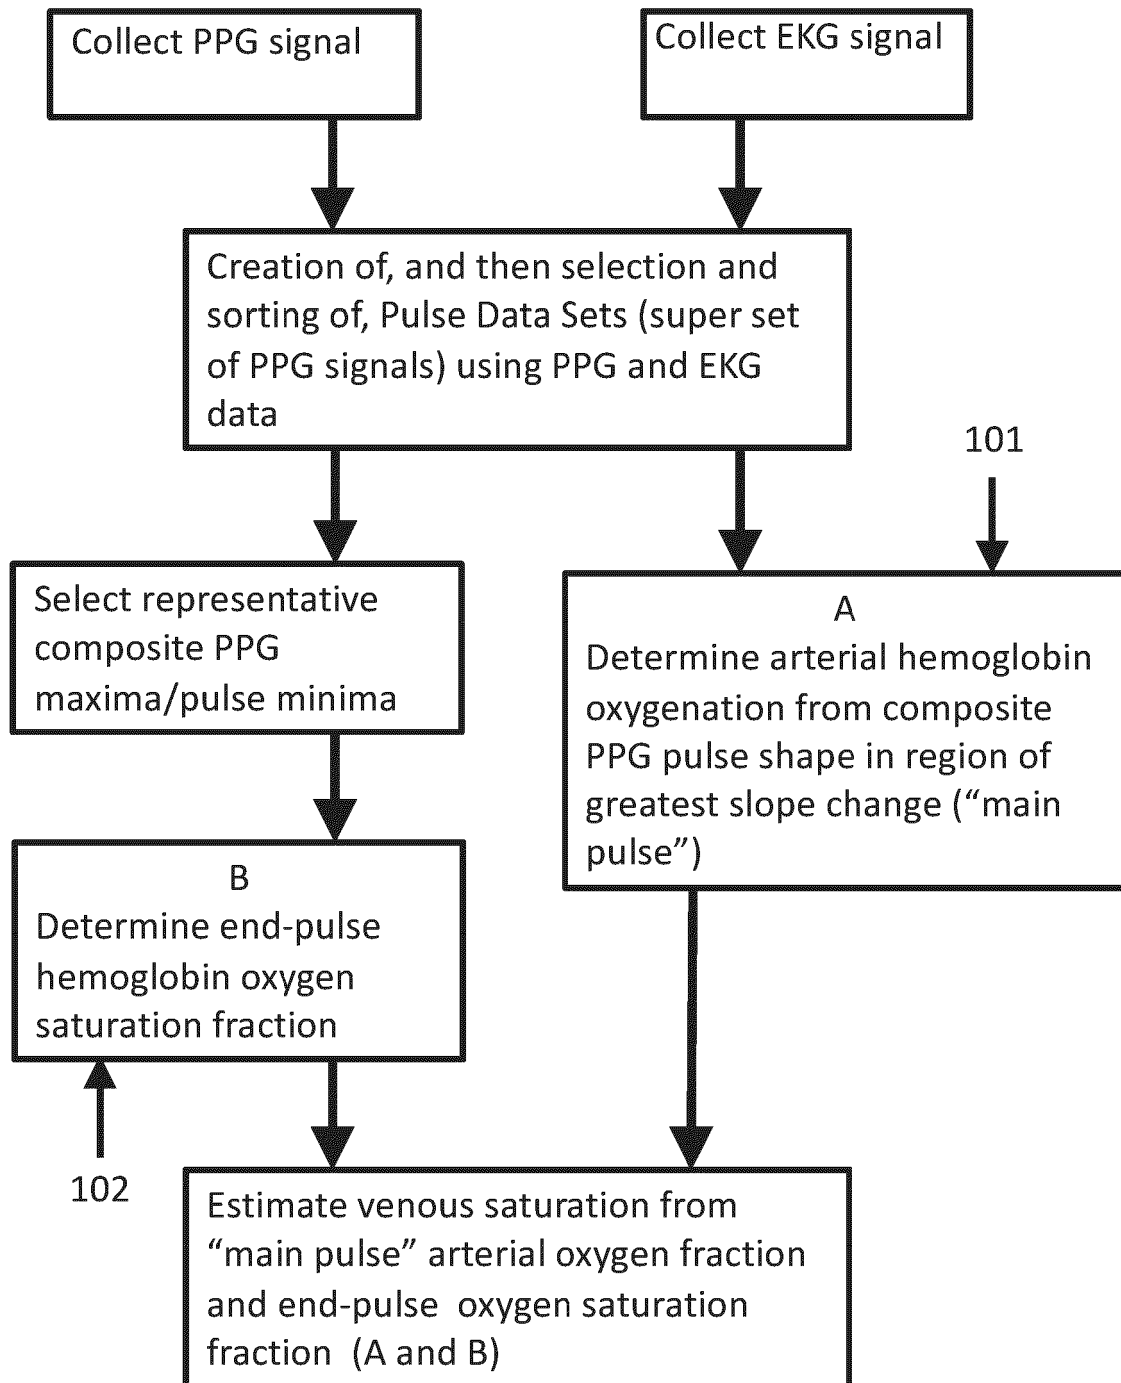 Collect PPG signal
Collect EKG signal
Creation of, and then selection and
sorting of, Pulse Data Sets (super set
of PPG signals) using PPG and EKG
data
101
Select representative
composite PPG
maxima/pulse minima
A
Determine arterial hemoglobin
oxygenation from composite
PPG pulse shape in region of
greatest slope change (“main
pulse”)
B
Determine end-pulse
hemoglobin oxygen
saturation fraction
102
Estimate venous saturation from
“main pulse” arterial oxygen fraction
and end-pulse oxygen saturation
fraction (A and B)